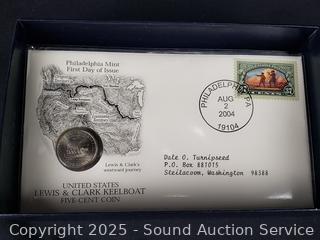 Philadelphia Mint
First Day of Issue
PHILADELPHIA, PA
AUG
2
2004
19104
Lewis & Clark's
westward journey
Dale O. Turnipseed
P.O. Box 881075
Steilacoom, Washington 98388
UNITED STATES
LEWIS & CLARK KEELBOAT
FIVE-CENT COIN
Copyright 2025 - Sound Auction Service